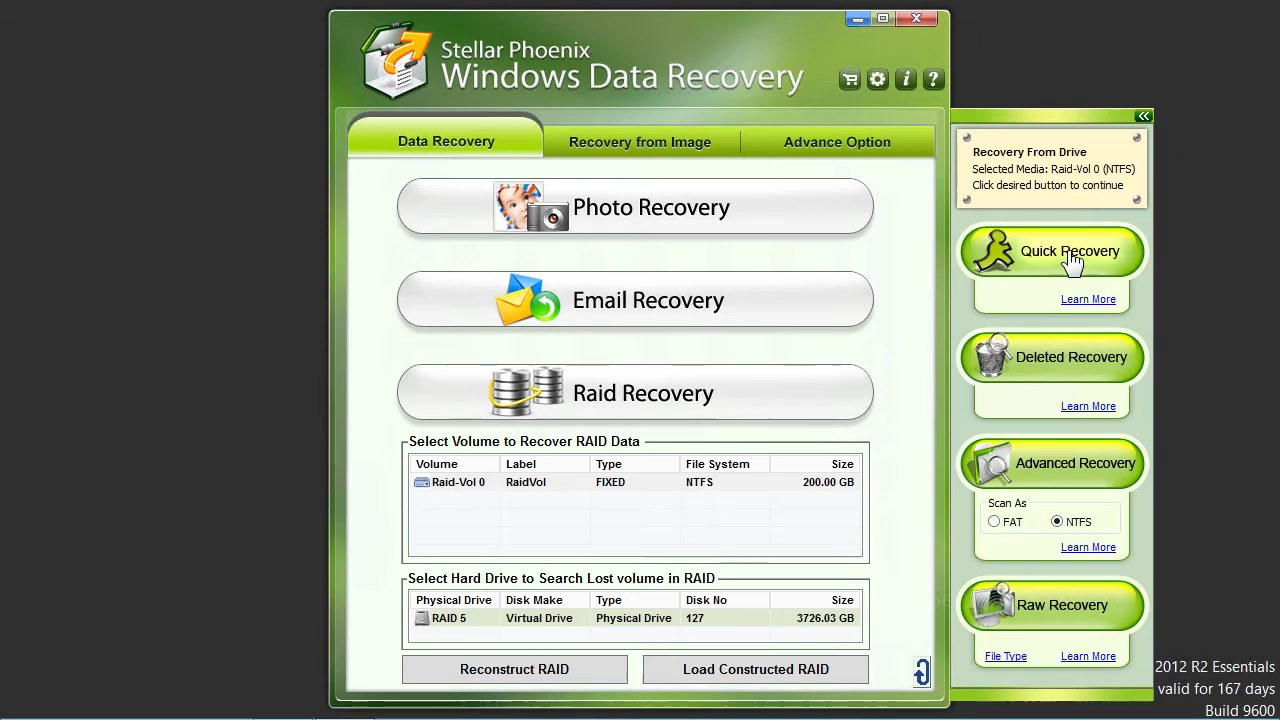 Stellar Phoenix
Windows Data Recovery
Data Recovery
Recovery from Image
Advance Option
Photo Recovery
Email Recovery
Raid Recovery
Select Volume to Recover RAID Data
Volume Label Type File System Size
Raid-Vol 0 RaidVol FIXED NTFS 200.00 GB
Select Hard Drive to Search Lost volume in RAID
Physical Drive Disk Make Type Disk No Size
RAID 5 Virtual Drive Physical Drive 127 3726.03 GB
Reconstruct RAID
Load Constructed RAID
Recovery From Drive
Selected Media: Raid-Vol 0 (NTFS)
Click desired button to continue
Quick Recovery
Learn More
Deleted Recovery
Learn More
Advanced Recovery
Scan As
FAT NTFS
Learn More
Raw Recovery
File Type Learn More
2012 R2 Essentials
valid for 167 days
Build 9600